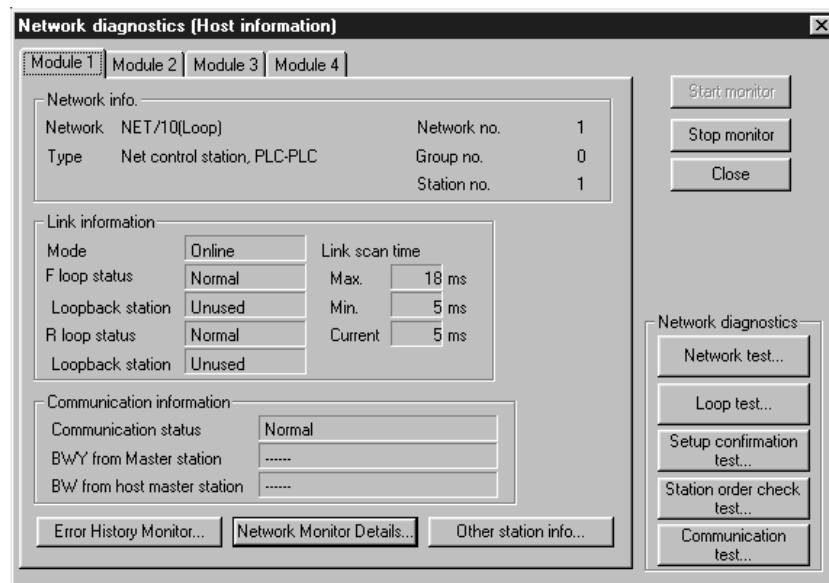 Network diagnostics (Host information)
Module 1 Module 2 Module 3 Module 4
Network info.
Network NET/10(Loop) Network no. 1
Type Net control station, PLC-PLC Group no. 0
Station no. 1
Start monitor
Stop monitor
Close
Link information
Mode Online Link scan time
F loop status Normal Max. 18 ms
Loopback station Unused Min. 5 ms
R loop status Normal Current 5 ms
Loopback station Unused
Communication information
Communication status Normal
BWY from Master station ------
BW from host master station ------
Error History Monitor... Network Monitor Details... Other station info...
Network diagnostics
Network test...
Loop test...
Setup confirmation
test...
Station order check
test...
Communication
test...